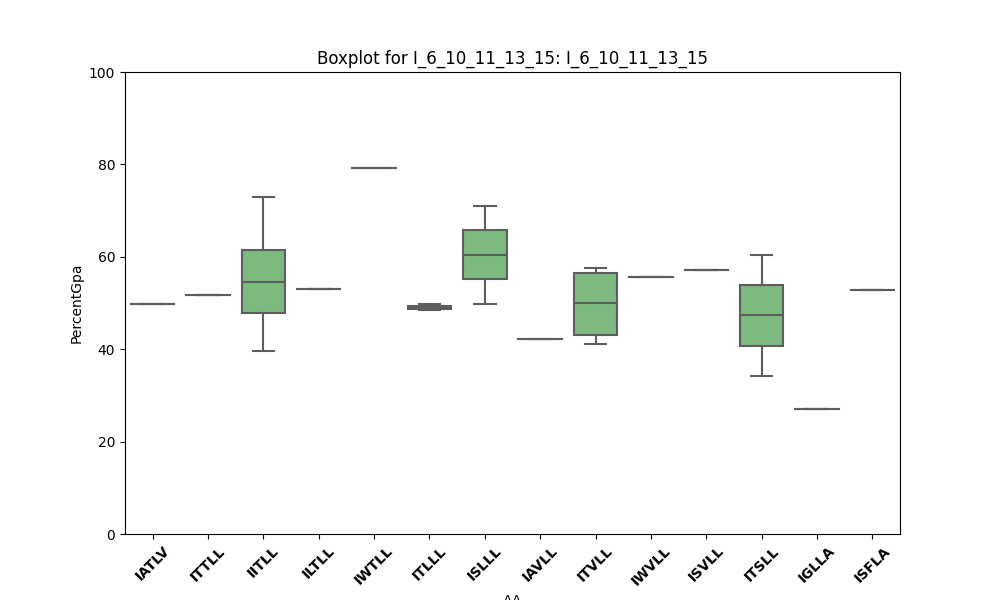 Boxplot for I_6_10_11_13_15: I_6_10_11_13_15
100
80
60
40
20
0
PercentGpa
IATLV
ITTLL
IITLL
ILTLL
IWTLL
ITLLL
ISLLL
IAVLL
ITVLL
IWVLL
ISVLL
ITSLL
IGLLA
ISFLA
AA